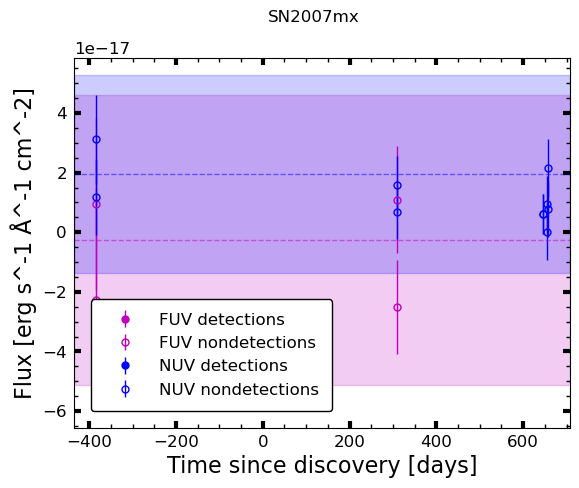 SN2007mx
1e−17
4
2
0
−2
−4
−6
Flux [erg s^-1 Å^-1 cm^-2]
FUV detections
FUV nondetections
NUV detections
NUV nondetections
−400 −200 0 200 400 600
Time since discovery [days]